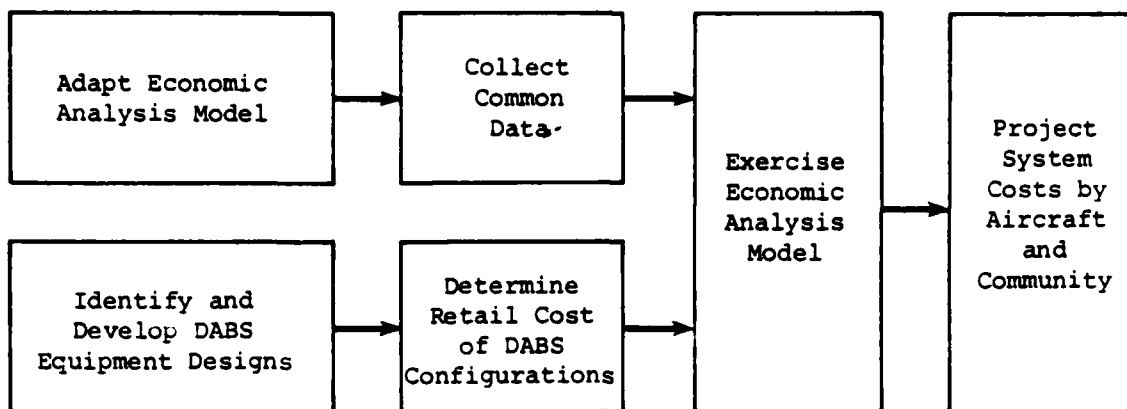 Adapt Economic
Analysis Model
Collect
Common
Data
Identify and
Develop DABS
Equipment Designs
Determine
Retail Cost
of DABS
Configurations
Exercise
Economic
Analysis
Model
Project
System
Costs by
Aircraft
and
Community